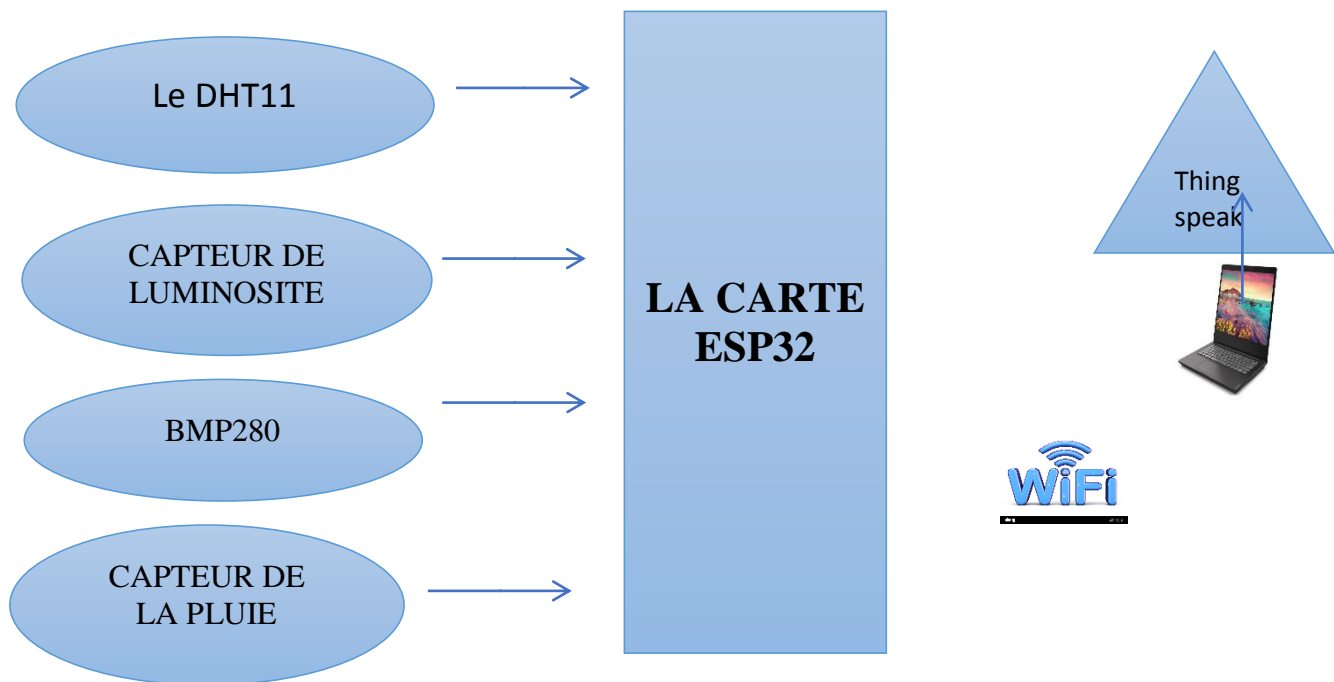 Le DHT11
CAPTEUR DE
LUMINOSITE
BMP280
CAPTEUR DE
LA PLUIE
LA CARTE
ESP32
Thing
speak
WiFi